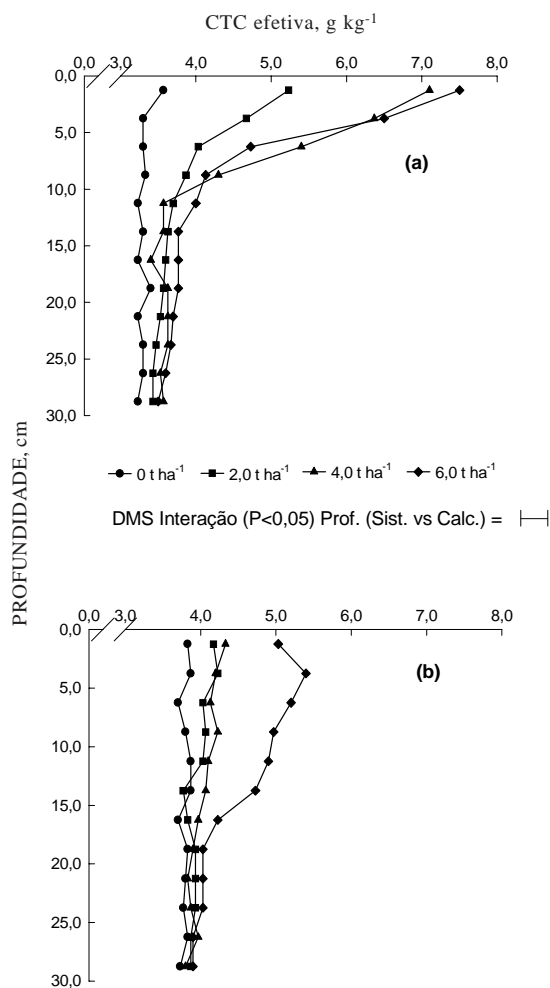 CTC efetiva, g kg-1
0,0 3,0 4,0 5,0 6,0 7,0 8,0
0,0
5,0
10,0
15,0
20,0
25,0
30,0
(a)
PROFUNDIDADE, cm
0 t ha-1 2,0 t ha-1 4,0 t ha-1 6,0 t ha-1
DMS Interação (P<0,05) Prof. (Sist. vs Calc.) =
0,0 3,0 4,0 5,0 6,0 7,0 8,0
0,0
5,0
10,0
15,0
20,0
25,0
30,0
(b)